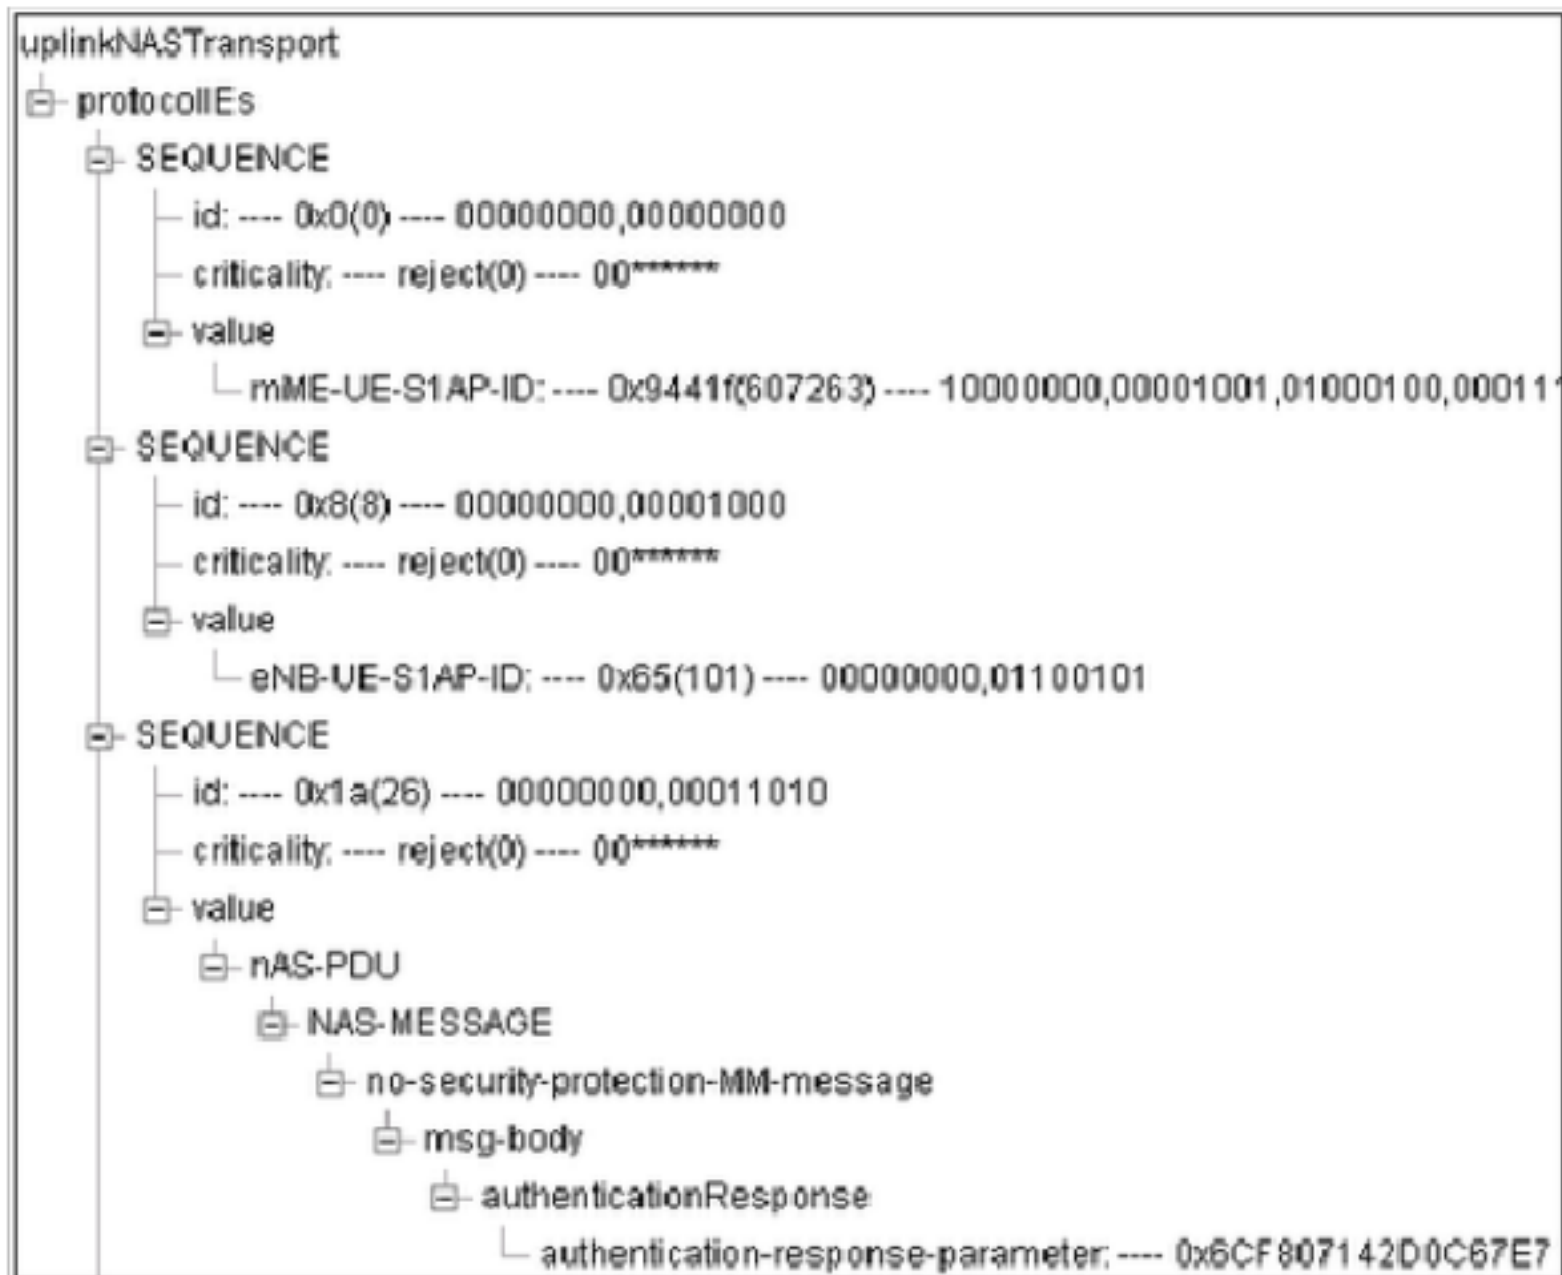 uplinkNASTransport
protocolIEs
SEQUENCE
id: ---- 0x0(0) ---- 00000000,00000000
criticality: ---- reject(0) ---- 00******
value
mME-UE-S1AP-ID: ---- 0x9441f(607263) ---- 10000000,00001001,01000100,000111
SEQUENCE
id: ---- 0x8(8) ---- 00000000,00001000
criticality: ---- reject(0) ---- 00******
value
eNB-UE-S1AP-ID: ---- 0x65(101) ---- 00000000,01100101
SEQUENCE
id: ---- 0x1a(26) ---- 00000000,00011010
criticality: ---- reject(0) ---- 00******
value
nAS-PDU
NAS-MESSAGE
no-security-protection-MM-message
msg-body
authenticationResponse
authentication-response-parameter: ---- 0x6CF807142D0C67E7